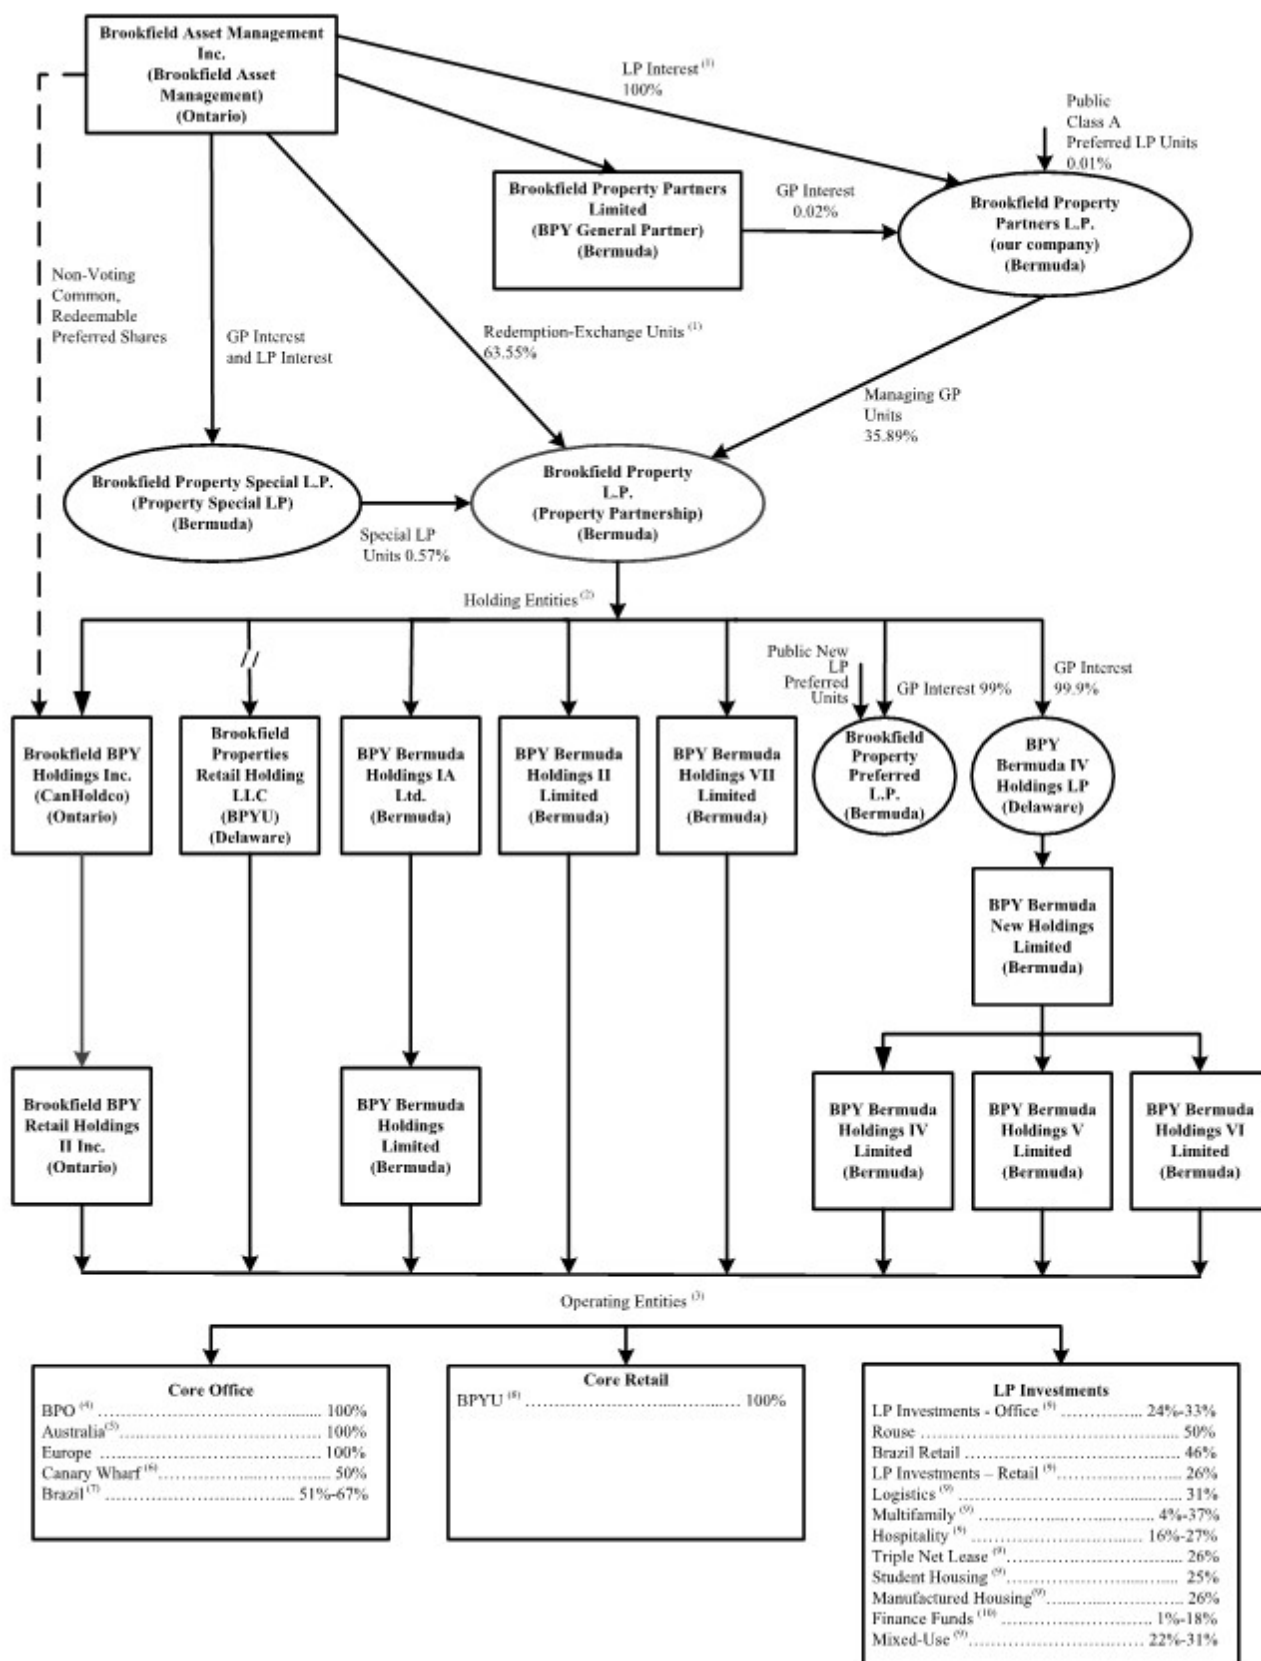 Brookfield Asset Management
Inc.
(Brookfield Asset
Management)
(Ontario)
LP Interest (1)
100%
Public
Class A
Preferred LP Units
0.01%
Brookfield Property Partners
Limited
(BPY General Partner)
(Bermuda)
GP Interest
0.02%
Brookfield Property
Partners L.P.
(our company)
(Bermuda)
Non-Voting
Common,
Redeemable
Preferred Shares
GP Interest
and LP Interest
Redemption-Exchange Units (1)
63.55%
Managing GP
Units
35.89%
Brookfield Property Special L.P.
(Property Special LP)
(Bermuda)
Special LP
Units 0.57%
Brookfield Property
L.P.
(Property Partnership)
(Bermuda)
Holding Entities (2)
Public New
LP
Preferred
Units
GP Interest 99%
GP Interest
99.9%
Brookfield BPY
Holdings Inc.
(CanHoldco)
(Ontario)
Brookfield
Properties
Retail Holding
LLC
(BPYU)
(Delaware)
BPY Bermuda
Holdings IA
Ltd.
(Bermuda)
BPY Bermuda
Holdings II
Limited
(Bermuda)
BPY Bermuda
Holdings VII
Limited
(Bermuda)
Brookfield
Property
Preferred
L.P.
(Bermuda)
BPY
Bermuda IV
Holdings LP
(Delaware)
BPY Bermuda
New Holdings
Limited
(Bermuda)
Brookfield BPY
Retail Holdings
II Inc.
(Ontario)
BPY Bermuda
Holdings
Limited
(Bermuda)
BPY Bermuda
Holdings IV
Limited
(Bermuda)
BPY Bermuda
Holdings V
Limited
(Bermuda)
BPY Bermuda
Holdings VI
Limited
(Bermuda)
Operating Entities (3)
Core Office
BPO (4) ........................ 100%
Australia(5) ........................ 100%
Europe ........................ 100%
Canary Wharf (6) ........................ 50%
Brazil (7) ........................ 51%-67%
Core Retail
BPYU (8) ........................ 100%
LP Investments
LP Investments - Office (9) ............ 24%-33%
Rouse ........................ 50%
Brazil Retail ........................ 46%
LP Investments – Retail (9) ............ 26%
Logistics (9) ........................ 31%
Multifamily (9) ........................ 4%-37%
Hospitality (9) ........................ 16%-27%
Triple Net Lease (9) ........................ 26%
Student Housing (9) ........................ 25%
Manufactured Housing(9) ............ 26%
Finance Funds (10) ........................ 1%-18%
Mixed-Use (9) ........................ 22%-31%